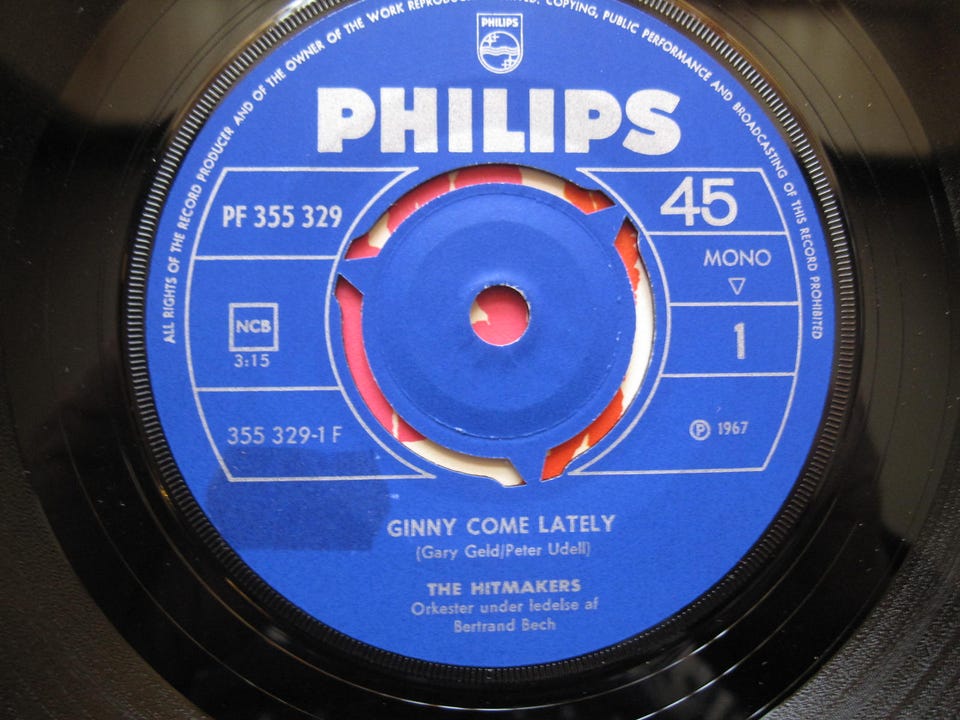 ALL RIGHTS OF THE RECORD PRODUCER AND OF THE OWNER OF THE WORK REPRODUCED COPYING, PUBLIC PERFORMANCE AND BROADCASTING OF THIS RECORD PROHIBITED
PHILIPS
PHILIPS
PF 355 329
45
MONO
▽
1
NCB
3:15
355 329-1 F
Ⓟ 1967
GINNY COME LATELY
(Gary Geld/Peter Udell)
THE HITMAKERS
Orkester under ledelse af
Bertrand Bech